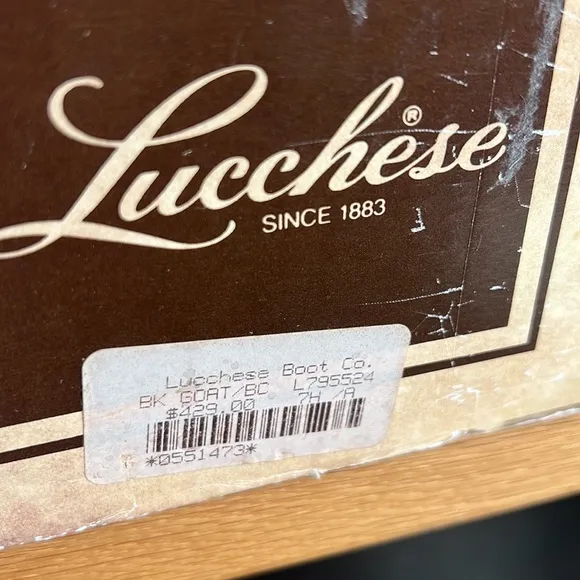 Lucchese®
SINCE 1883
Lucchese Boot Co.
BK GOAT/BC L795524
$429.00 7H /A
*0551473*